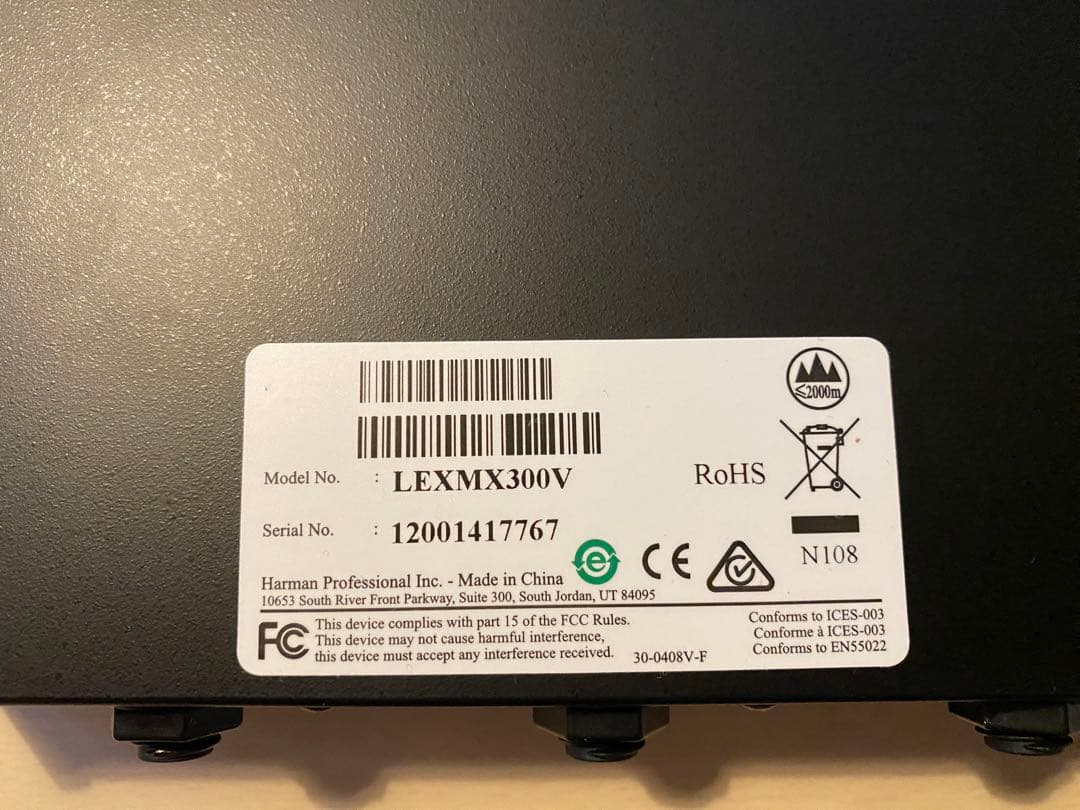 ≤2000m
Model No. : LEXMX300V
RoHS
Serial No. : 12001417767
N108
e
CE
Harman Professional Inc. - Made in China
10653 South River Front Parkway, Suite 300, South Jordan, UT 84095
FC
This device complies with part 15 of the FCC Rules.
This device may not cause harmful interference,
this device must accept any interference received.
30-0408V-F
Conforms to ICES-003
Conforme à ICES-003
Conforms to EN55022